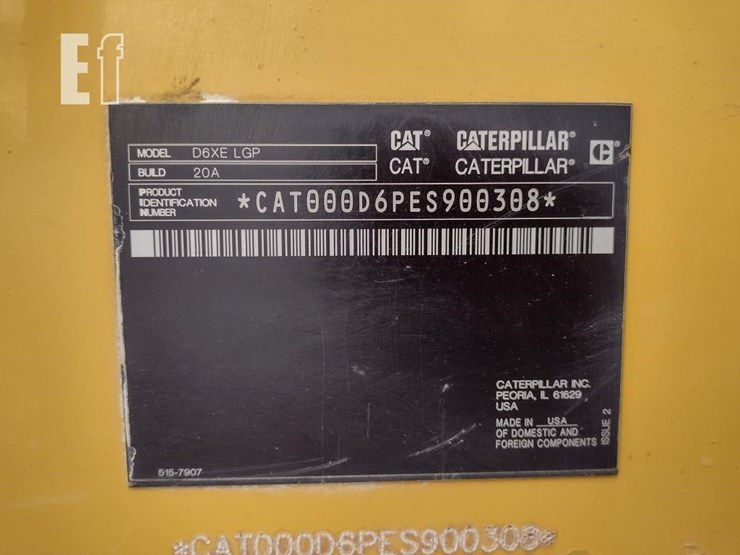 Ef
CAT® CATERPILLAR®
MODEL D6XE LGP
CAT® CATERPILLAR® C
BUILD 20A
PRODUCT
IDENTIFICATION
NUMBER
*CAT000D6PES900308*
CATERPILLAR INC.
PEORIA, IL 61629
USA
MADE IN USA
OF DOMESTIC AND
FOREIGN COMPONENTS
ISSUE 2
515-7907
*CAT000D6PES900308*